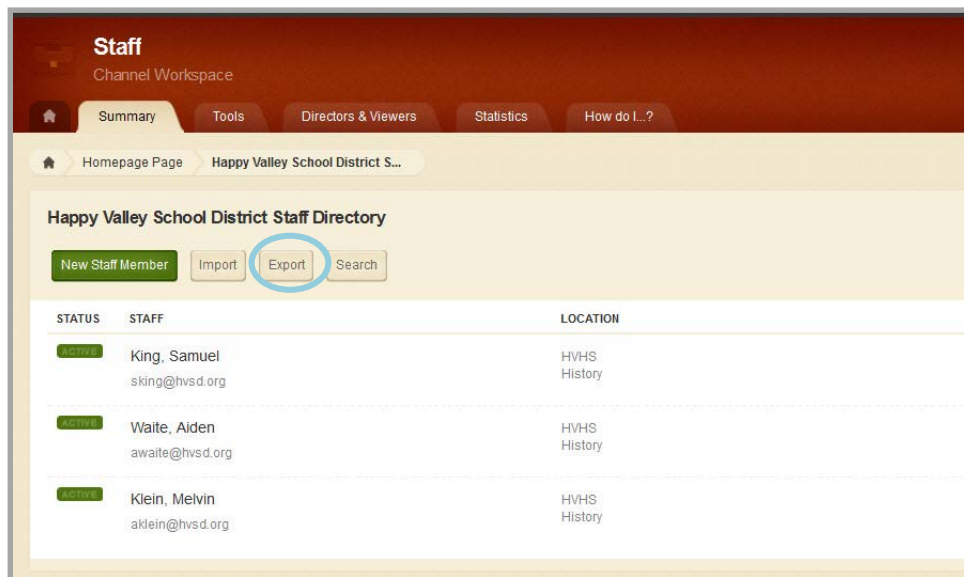 Staff
Channel Workspace
Summary Tools Directors & Viewers Statistics How do I...?
Homepage Page Happy Valley School District S...
Happy Valley School District Staff Directory
New Staff Member Import Export Search
STATUS STAFF LOCATION
ACTIVE King, Samuel HVHS
sking@hvsd.org History
ACTIVE Waite, Aiden HVHS
awaite@hvsd.org History
ACTIVE Klein, Melvin HVHS
aklein@hvsd.org History